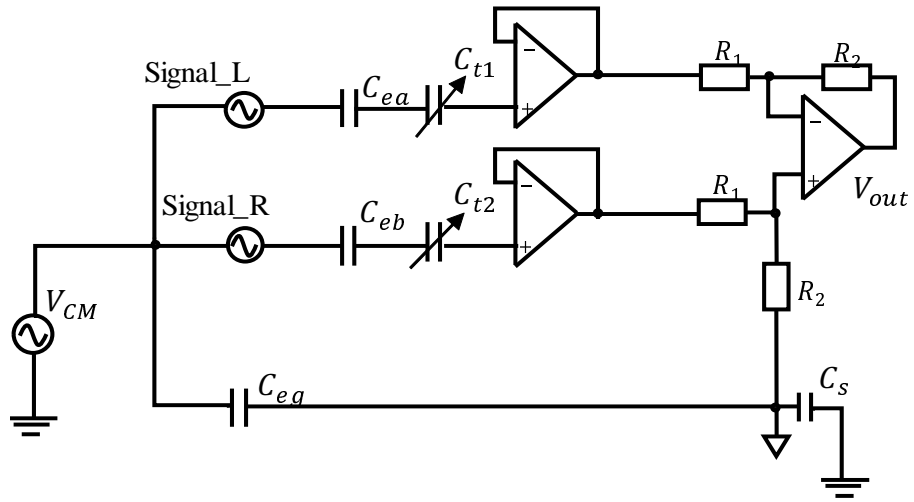 Signal_L
C_ea
C_t1
−
+
R_1
R_2
−
+
V_out
Signal_R
C_eb
C_t2
−
+
R_1
R_2
V_CM
C_eg
C_s